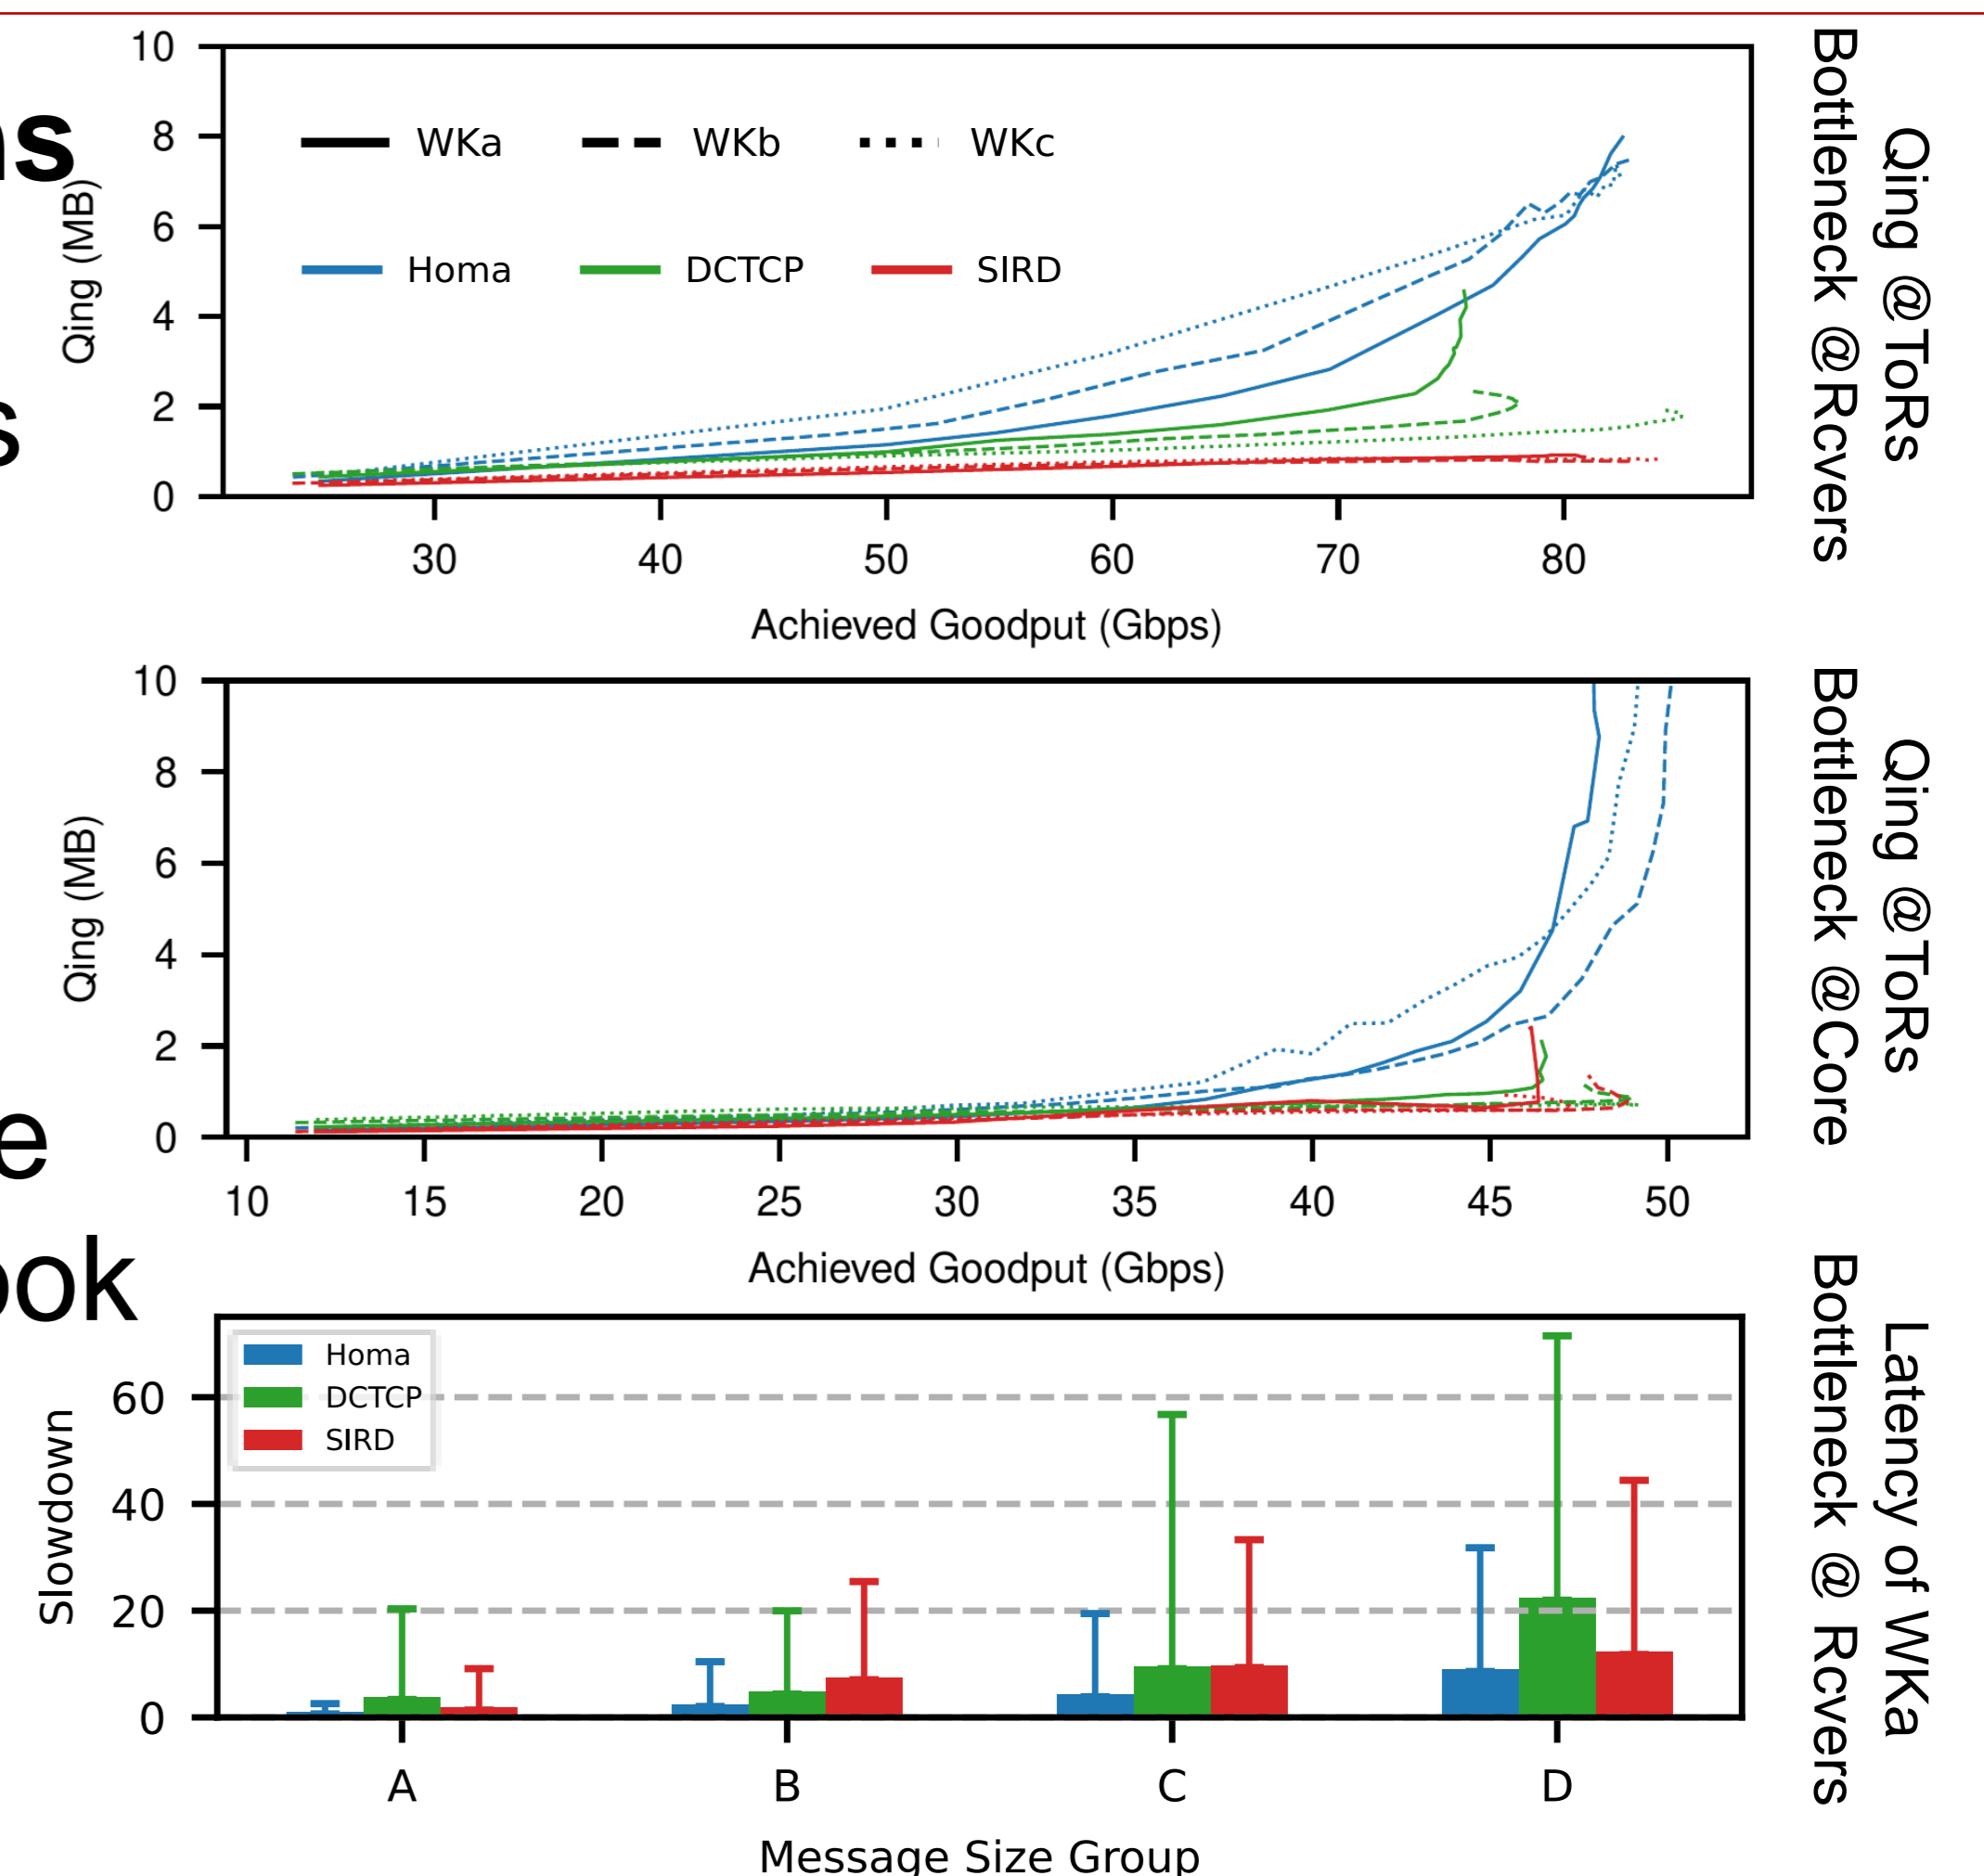 ns
s
e
ook
10
8
6
4
2
0
Qing (MB)
WKa WKb WKc
Homa DCTCP SIRD
30 40 50 60 70 80
Achieved Goodput (Gbps)
Qing @ToRs
Bottleneck @Rcvers
10
8
6
4
2
0
Qing (MB)
10 15 20 25 30 35 40 45 50
Achieved Goodput (Gbps)
Qing @ToRs
Bottleneck @Core
60
40
20
0
Slowdown
Homa
DCTCP
SIRD
A B C D
Message Size Group
Latency of WKa
Bottleneck @ Rcvers